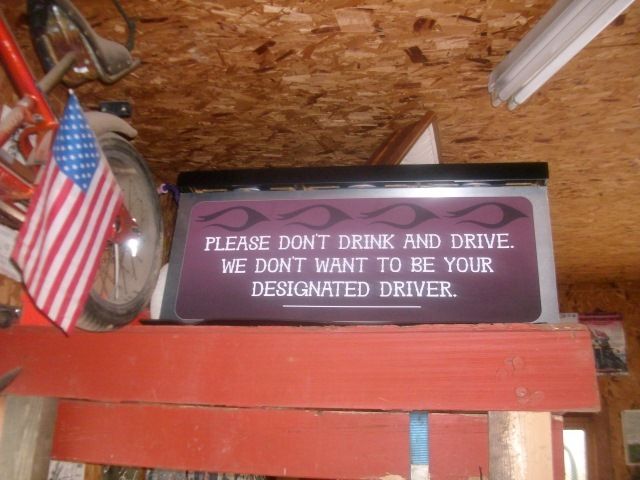 PLEASE DON'T DRINK AND DRIVE.
WE DON'T WANT TO BE YOUR
DESIGNATED DRIVER.